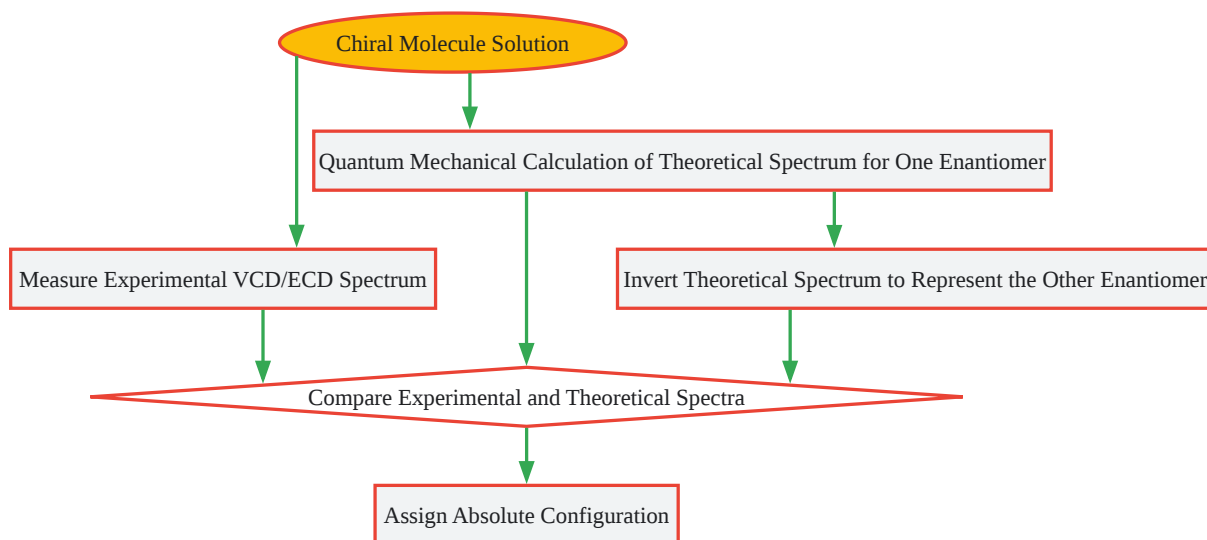 Chiral Molecule Solution
Quantum Mechanical Calculation of Theoretical Spectrum for One Enantiomer
Measure Experimental VCD/ECD Spectrum
Invert Theoretical Spectrum to Represent the Other Enantiomer
Compare Experimental and Theoretical Spectra
Assign Absolute Configuration